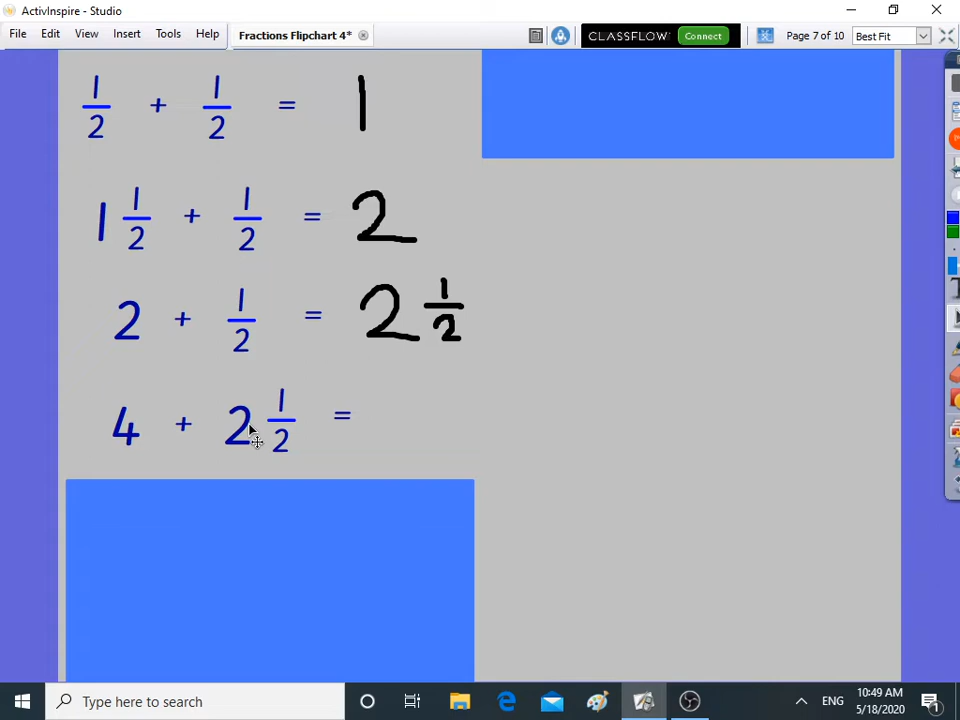 ActivInspire - Studio
File Edit View Insert Tools Help Fractions Flipchart 4* CLASSFLOW Connect Page 7 of 10 Best Fit
1/2 + 1/2 = 1
1 1/2 + 1/2 = 2
2 + 1/2 = 2 1/2
4 + 2 1/2 =
Type here to search ENG 10:49 AM
5/18/2020 1